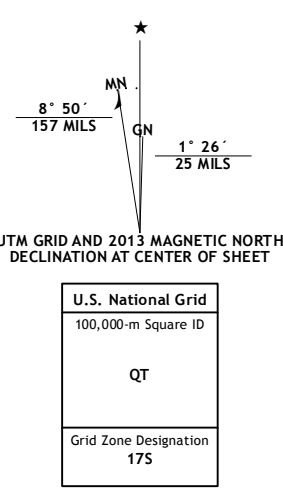 MN
GN
8° 50´
157 MILS
1° 26´
25 MILS
UTM GRID AND 2013 MAGNETIC NORTH
DECLINATION AT CENTER OF SHEET
U.S. National Grid
100,000-m Square ID
QT
Grid Zone Designation
17S